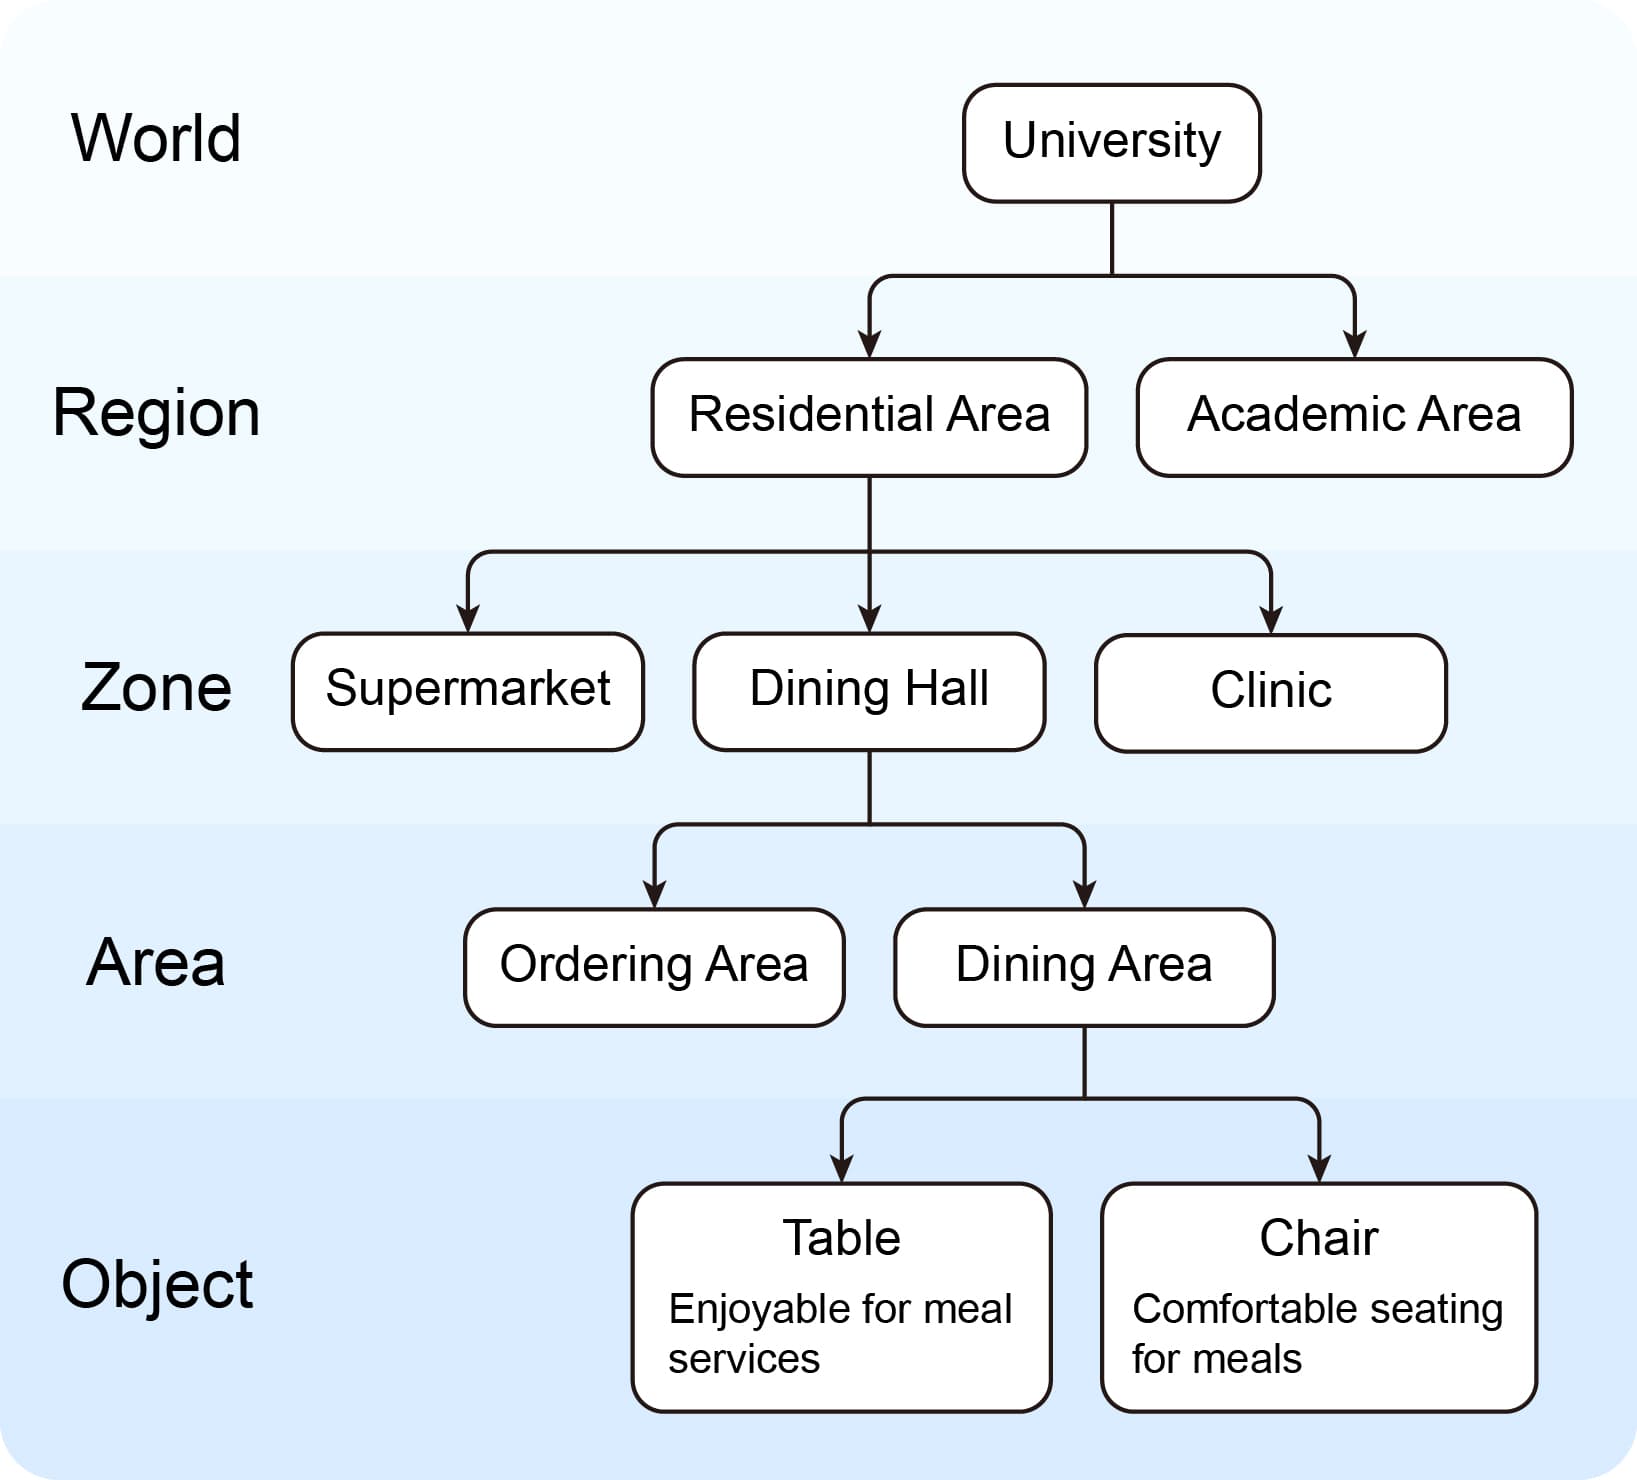 World
University
Region
Residential Area
Academic Area
Zone
Supermarket
Dining Hall
Clinic
Area
Ordering Area
Dining Area
Object
Table
Enjoyable for meal
services
Chair
Comfortable seating
for meals